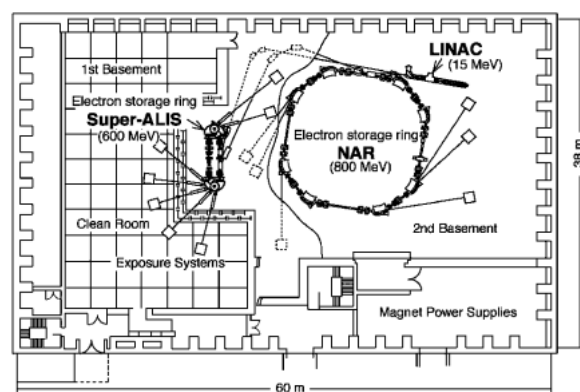 LINAC
(15 MeV)
1st Basement
Electron storage ring
Super-ALIS
(600 MeV)
Electron storage ring
NAR
(800 MeV)
38 m
Clean Room
2nd Basement
Exposure Systems
Magnet Power Supplies
60 m